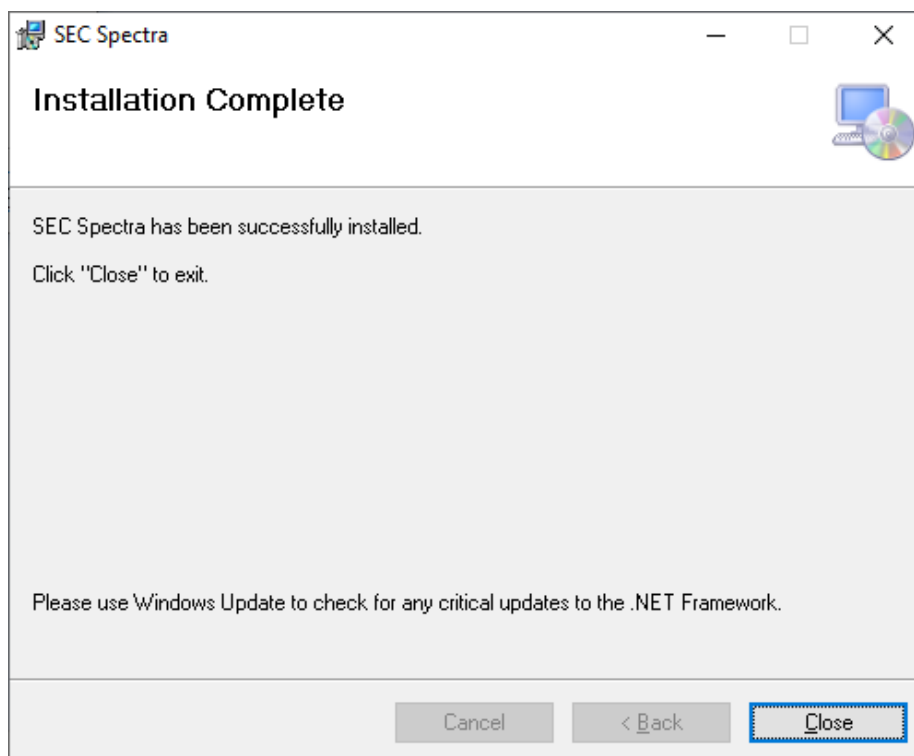 SEC Spectra
Installation Complete
SEC Spectra has been successfully installed.
Click "Close" to exit.
Please use Windows Update to check for any critical updates to the .NET Framework.
Cancel
< Back
Close